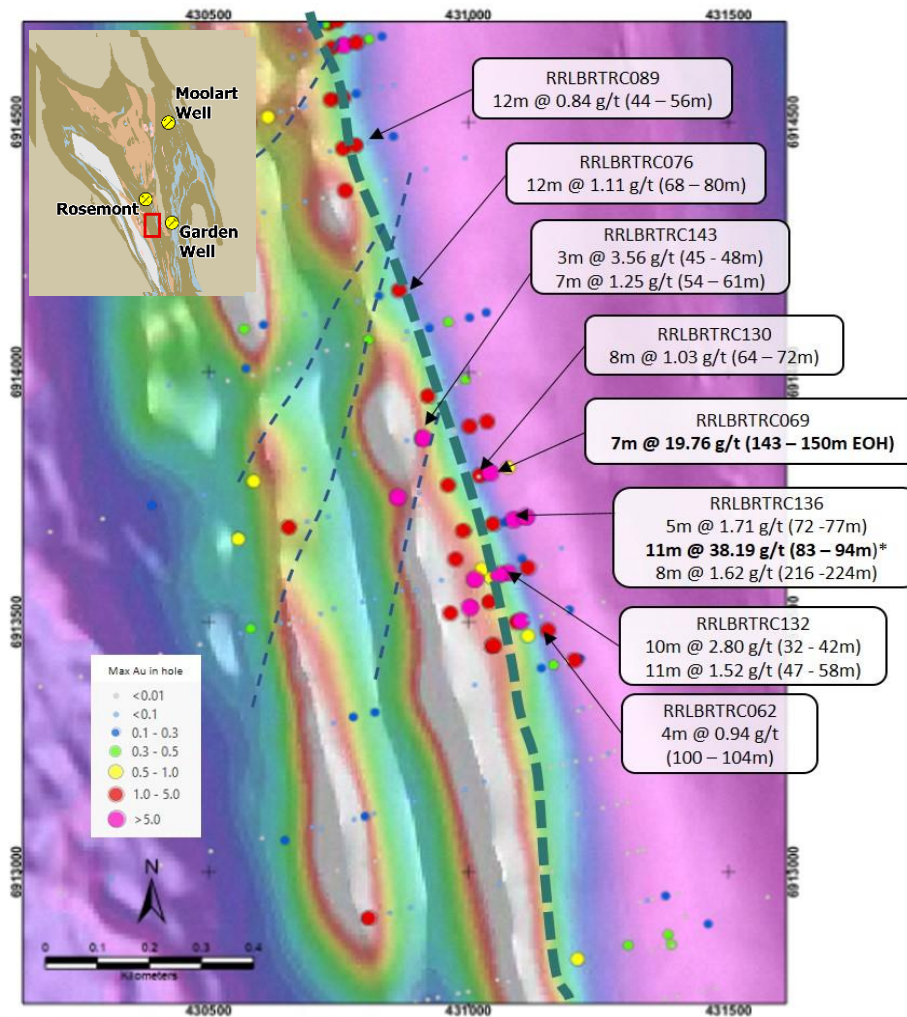 430500 431000 431500
Moolart
Well
Rosemont
Garden
Well
6914500
6914000
6913500
6913000
RRLBRTRC089
12m @ 0.84 g/t (44 – 56m)
RRLBRTRC076
12m @ 1.11 g/t (68 – 80m)
RRLBRTRC143
3m @ 3.56 g/t (45 - 48m)
7m @ 1.25 g/t (54 – 61m)
RRLBRTRC130
8m @ 1.03 g/t (64 – 72m)
RRLBRTRC069
7m @ 19.76 g/t (143 – 150m EOH)
RRLBRTRC136
5m @ 1.71 g/t (72 -77m)
11m @ 38.19 g/t (83 – 94m)*
8m @ 1.62 g/t (216 -224m)
RRLBRTRC132
10m @ 2.80 g/t (32 - 42m)
11m @ 1.52 g/t (47 - 58m)
RRLBRTRC062
4m @ 0.94 g/t
(100 – 104m)
Max Au in hole
<0.01
<0.1
0.1 - 0.3
0.3 - 0.5
0.5 - 1.0
1.0 - 5.0
>5.0
N
0 0.1 0.2 0.3 0.4
Kilometers
6914500
6913000
430500 431000 431500